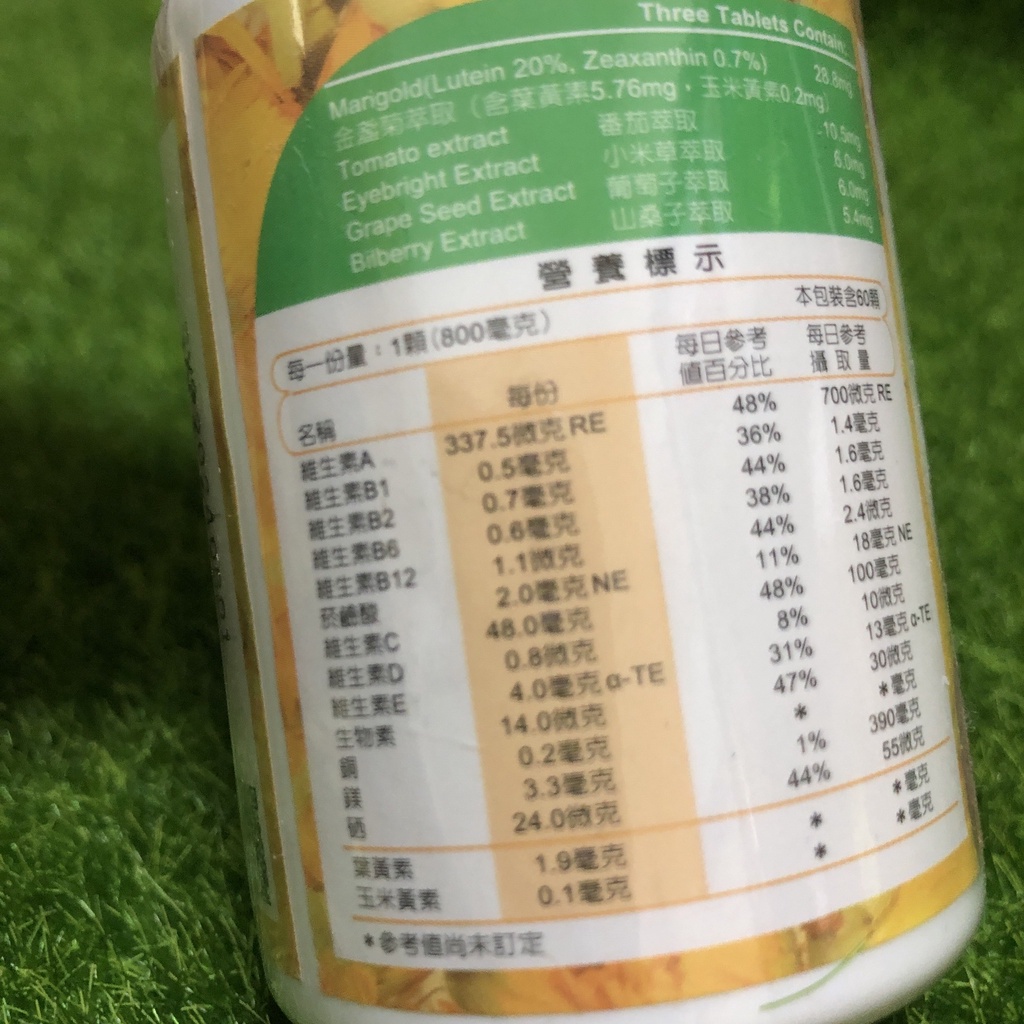 Three Tablets Contain:
Marigold(Lutein 20%, Zeaxanthin 0.7%) 28.8mg
金盞菊萃取(含葉黃素5.76mg，玉米黃素0.2mg)
Tomato extract 番茄萃取 10.5mg
Eyebright Extract 小米草萃取 6.0mg
Grape Seed Extract 葡萄子萃取 6.0mg
Bilberry Extract 山桑子萃取 5.4mg
營養標示
本包裝含60顆
每一份量：1顆(800毫克)
名稱 每份 每日參考值百分比 每日參考攝取量
維生素A 337.5微克 RE 48% 700微克 RE
維生素B1 0.5毫克 36% 1.4毫克
維生素B2 0.7毫克 44% 1.6毫克
維生素B6 0.6毫克 38% 1.6毫克
維生素B12 1.1微克 44% 2.4微克
菸鹼酸 2.0毫克 NE 11% 18毫克 NE
維生素C 48.0毫克 48% 100毫克
維生素D 0.8微克 8% 10微克
維生素E 4.0毫克 α-TE 31% 13毫克 α-TE
生物素 14.0微克 47% 30微克
銅 0.2毫克 * *毫克
鎂 3.3毫克 1% 390毫克
硒 24.0微克 44% 55微克
葉黃素 1.9毫克 * *毫克
玉米黃素 0.1毫克 * *毫克
*參考值尚未訂定